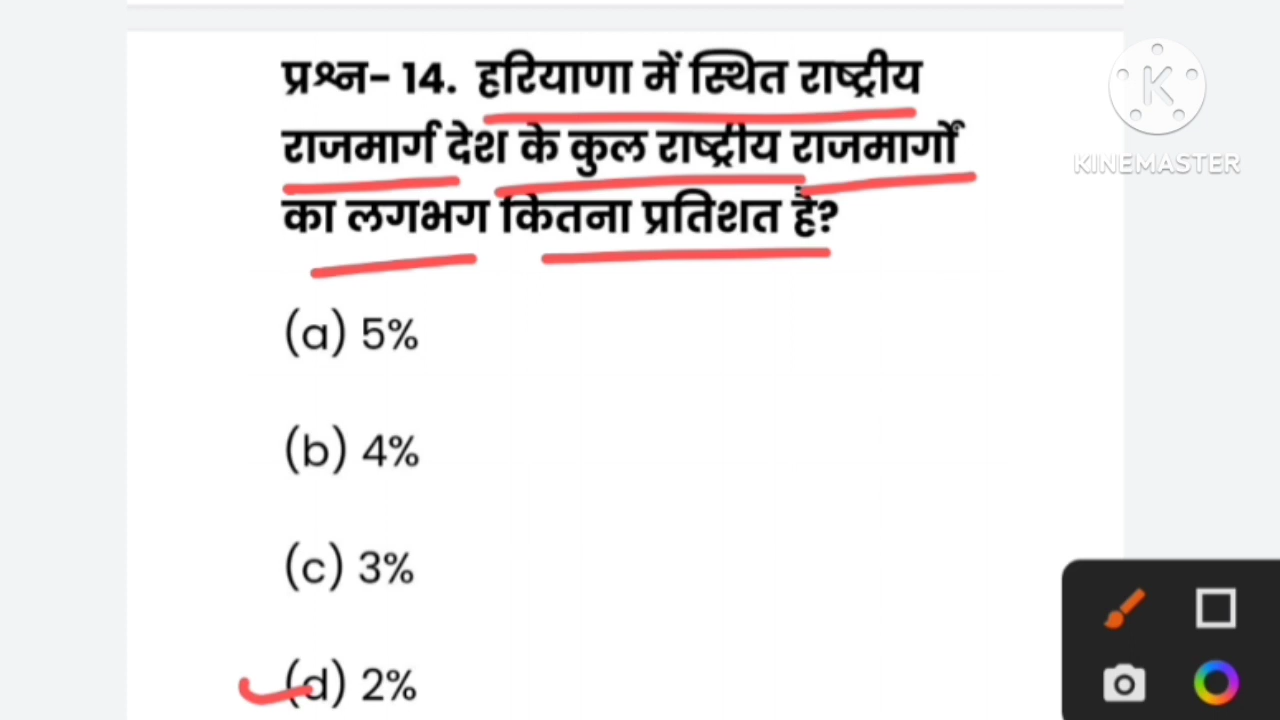 प्रश्न- 14. हरियाणा में स्थित राष्ट्रीय
राजमार्ग देश के कुल राष्ट्रीय राजमार्गों
का लगभग कितना प्रतिशत है?
(a) 5%
(b) 4%
(c) 3%
(d) 2%
K
KINEMASTER